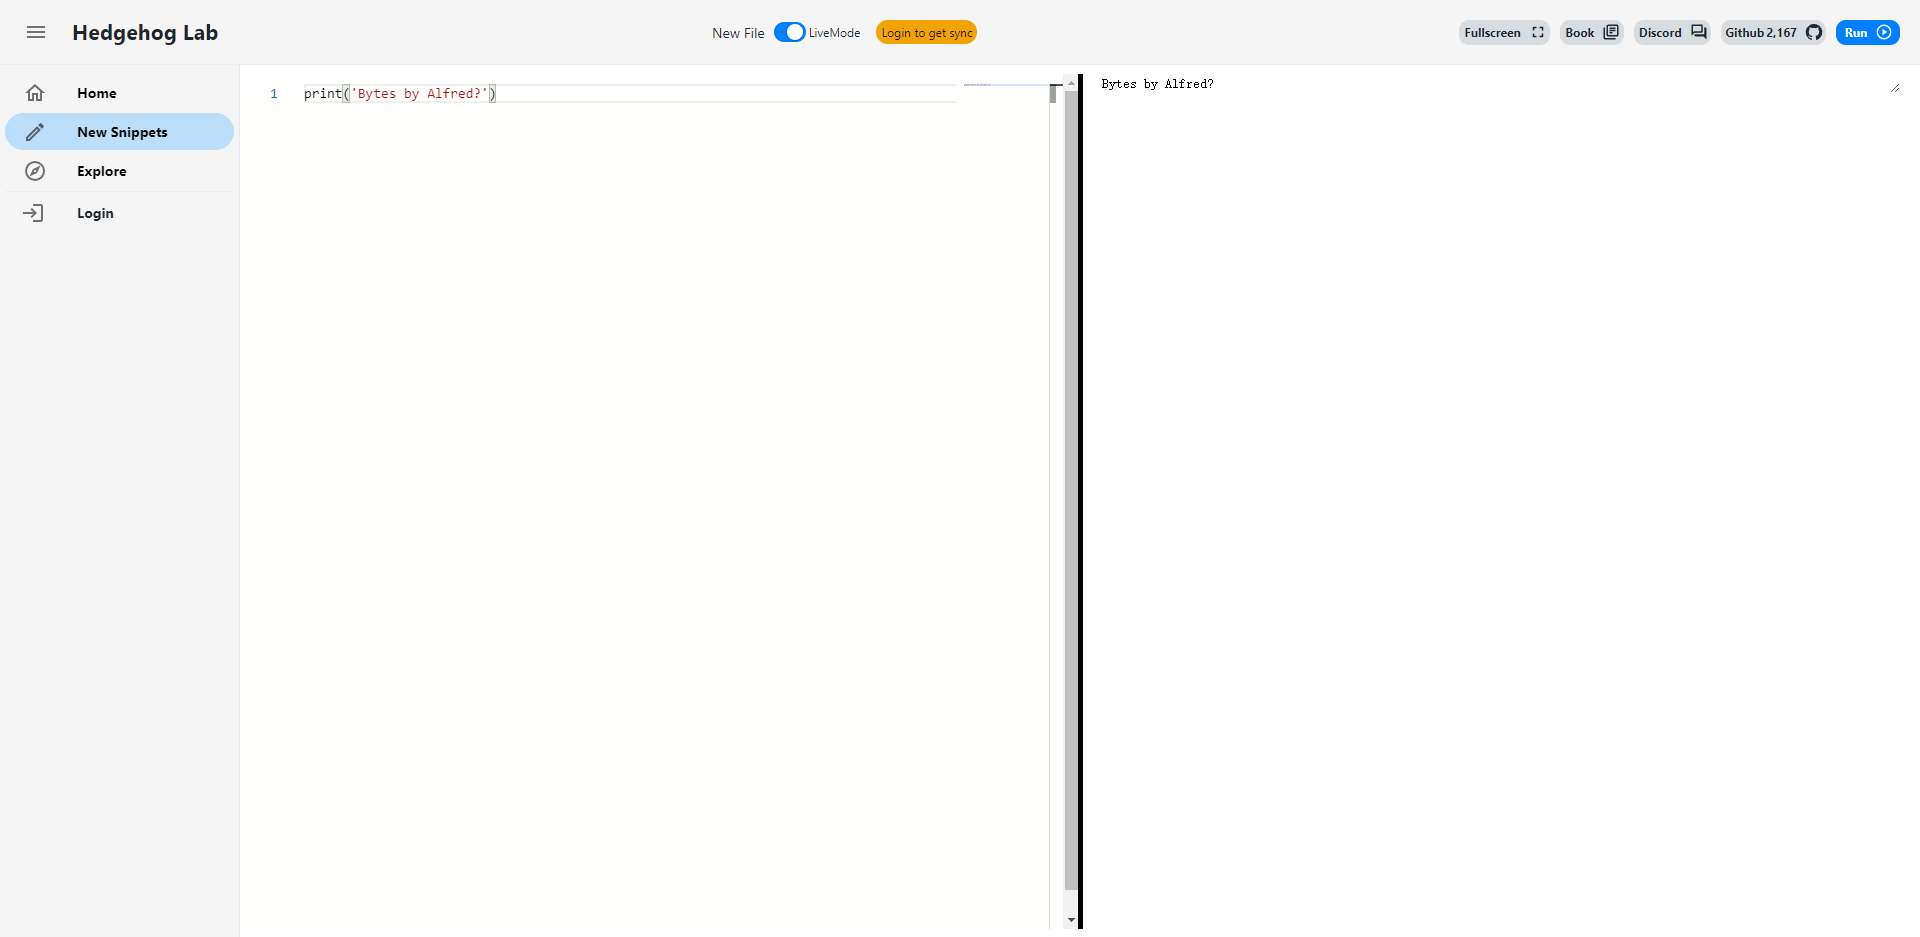 Hedgehog Lab
New File LiveMode Login to get sync
Fullscreen Book Discord Github 2,167 Run
Home
New Snippets
Explore
Login
1 print('Bytes by Alfred?')
Bytes by Alfred?